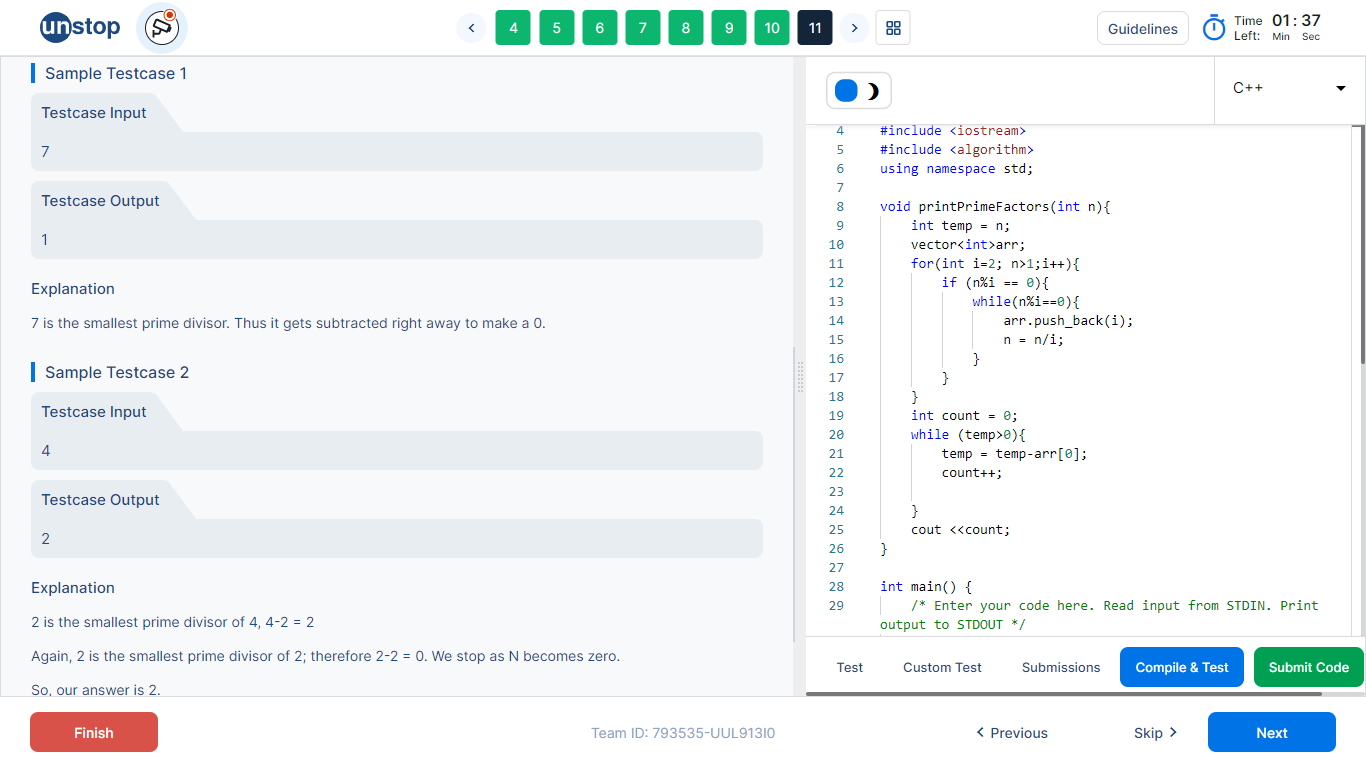 unstop
4 5 6 7 8 9 10 11
Guidelines
Time Left: 01 : 37
Min Sec
Sample Testcase 1
Testcase Input
7
Testcase Output
1
Explanation
7 is the smallest prime divisor. Thus it gets subtracted right away to make a 0.
Sample Testcase 2
Testcase Input
4
Testcase Output
2
Explanation
2 is the smallest prime divisor of 4, 4-2 = 2
Again, 2 is the smallest prime divisor of 2; therefore 2-2 = 0. We stop as N becomes zero.
So, our answer is 2.
C++
4 #include <iostream>
5 #include <algorithm>
6 using namespace std;
7
8 void printPrimeFactors(int n){
9 int temp = n;
10 vector<int>arr;
11 for(int i=2; n>1;i++){
12 if (n%i == 0){
13 while(n%i==0){
14 arr.push_back(i);
15 n = n/i;
16 }
17 }
18 }
19 int count = 0;
20 while (temp>0){
21 temp = temp-arr[0];
22 count++;
23
24 }
25 cout <<count;
26 }
27
28 int main() {
29 /* Enter your code here. Read input from STDIN. Print
output to STDOUT */
Test Custom Test Submissions Compile & Test Submit Code
Finish
Team ID: 793535-UUL913I0
Previous
Skip
Next